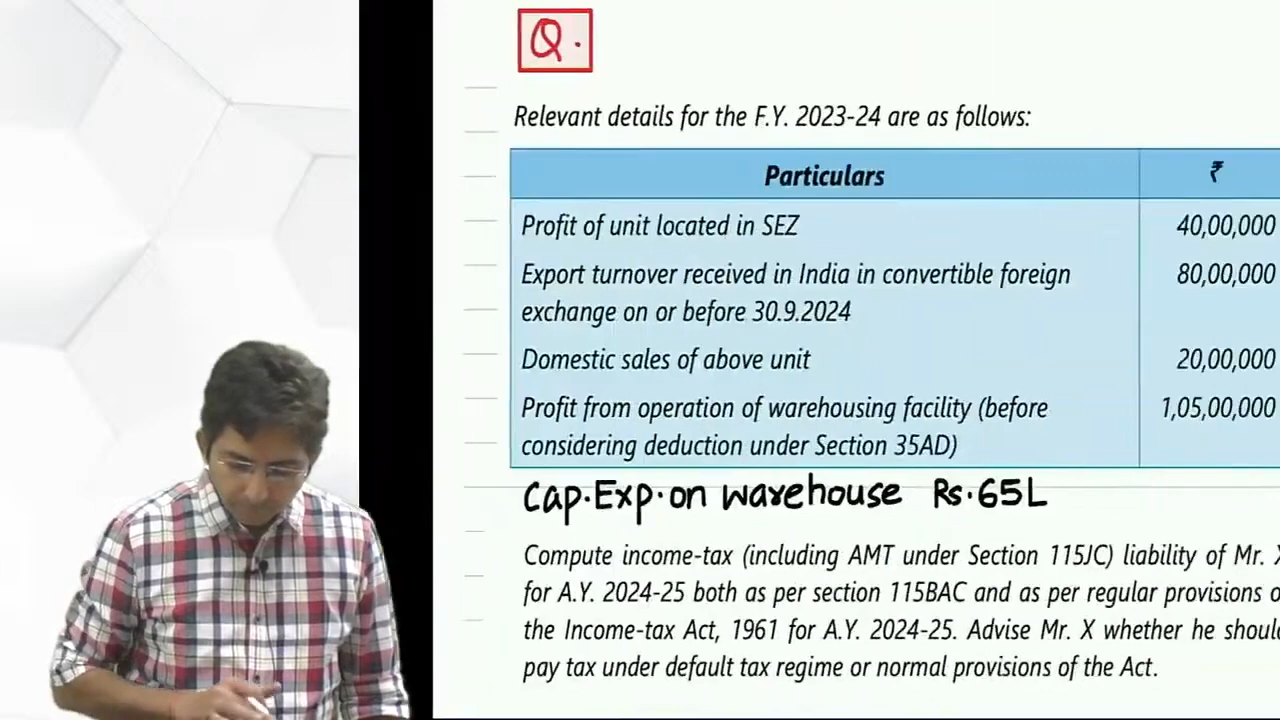 Q.
Relevant details for the F.Y. 2023-24 are as follows:
Particulars ₹
Profit of unit located in SEZ 40,00,000
Export turnover received in India in convertible foreign 80,00,000
exchange on or before 30.9.2024
Domestic sales of above unit 20,00,000
Profit from operation of warehousing facility (before 1,05,00,000
considering deduction under Section 35AD)
Cap. Exp. on warehouse Rs. 65L
Compute income-tax (including AMT under Section 115JC) liability of Mr. X
for A.Y. 2024-25 both as per section 115BAC and as per regular provisions o
the Income-tax Act, 1961 for A.Y. 2024-25. Advise Mr. X whether he shoul
pay tax under default tax regime or normal provisions of the Act.